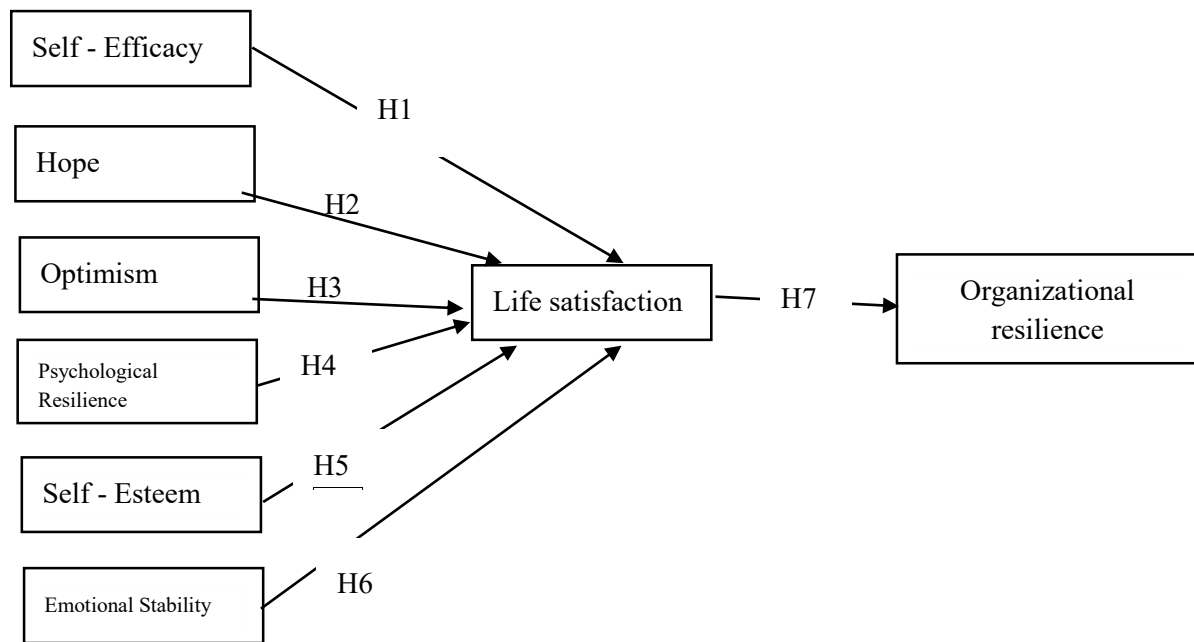 Self - Efficacy
H1
Hope
H2
Optimism
H3
Life satisfaction
H7
Organizational
resilience
Psychological
Resilience
H4
Self - Esteem
H5
Emotional Stability
H6